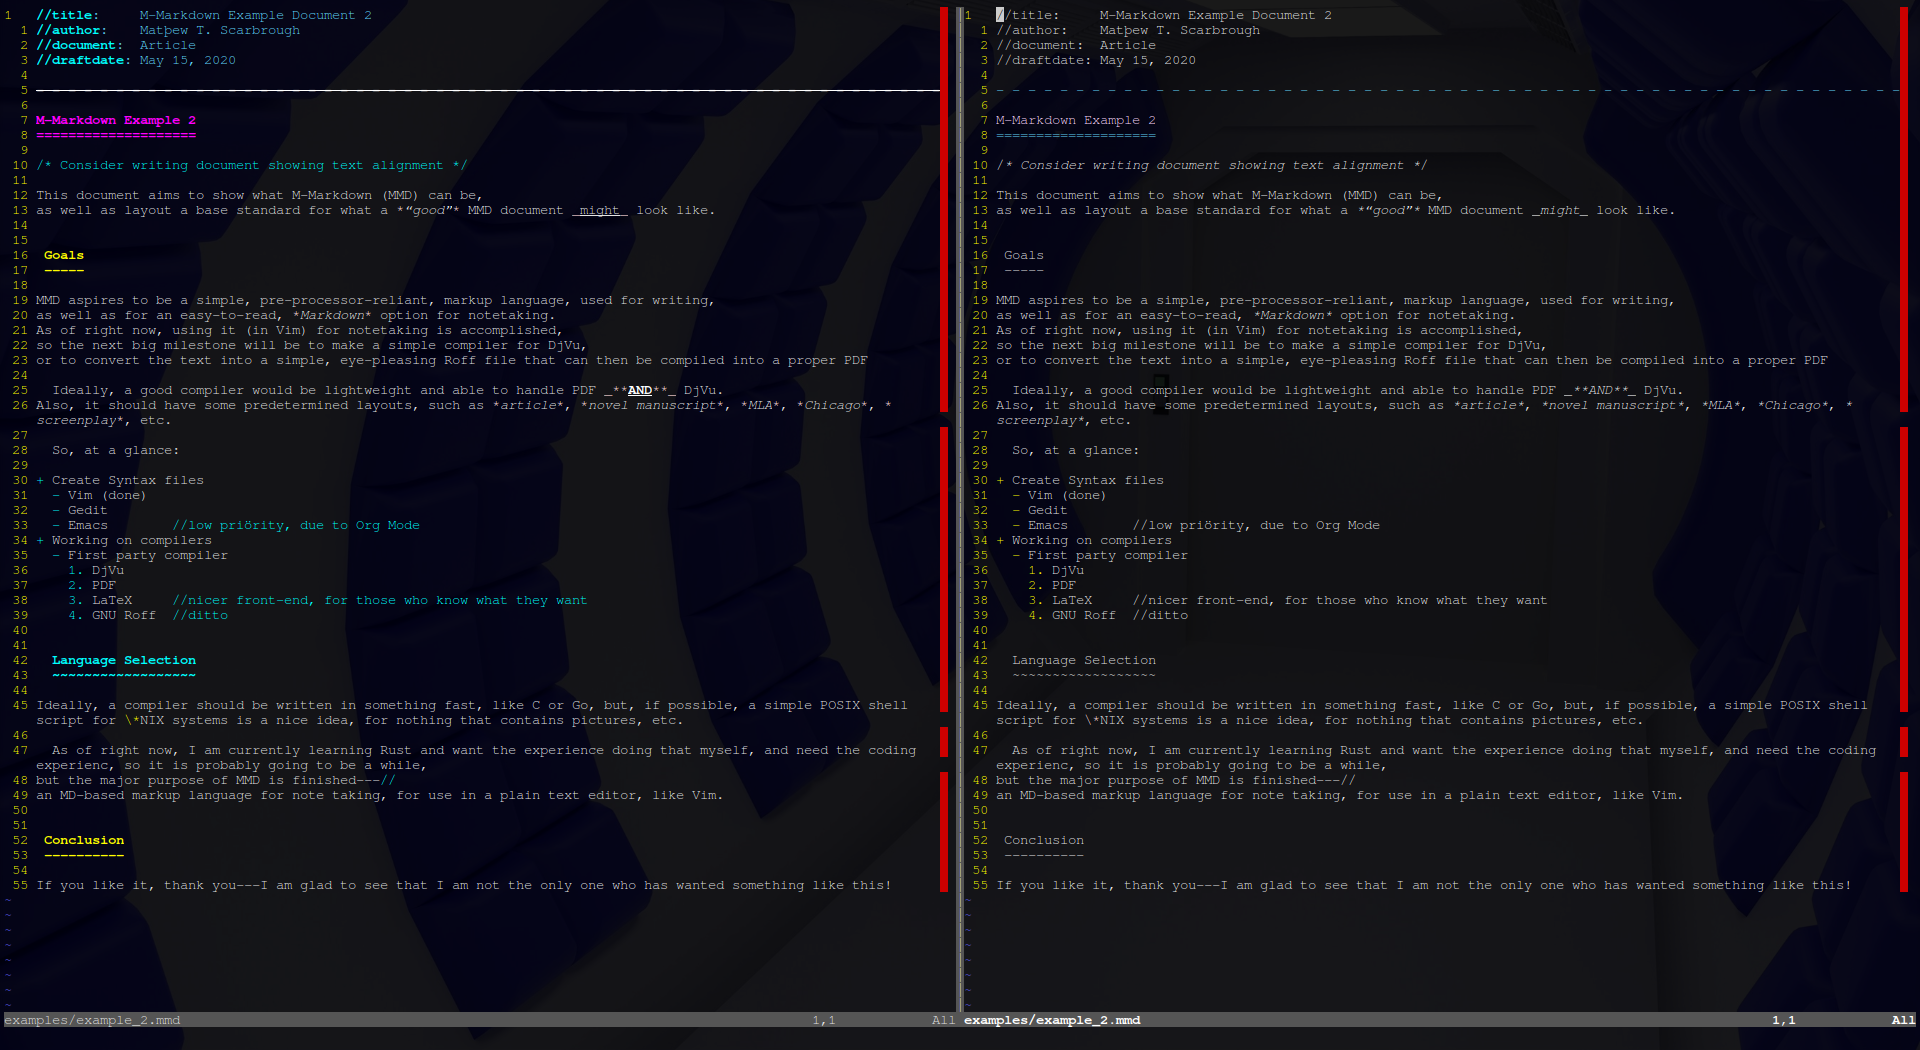 1 //title: M-Markdown Example Document 2
1 //author: Matþew T. Scarbrough
2 //document: Article
3 //draftdate: May 15, 2020
4
5 - - - - - - - - - - - - - - - - - - - - - - - - - - - - - - - - - - - - - - - - - - - - - - - - - - - - - - - - -
6
7 M-Markdown Example 2
8 ====================
9
10 /* Consider writing document showing text alignment */
11
12 This document aims to show what M-Markdown (MMD) can be,
13 as well as layout a base standard for what a *“good”* MMD document _might_ look like.
14
15
16 Goals
17 -----
18
19 MMD aspires to be a simple, pre-processor-reliant, markup language, used for writing,
20 as well as for an easy-to-read, *Markdown* option for notetaking.
21 As of right now, using it (in Vim) for notetaking is accomplished,
22 so the next big milestone will be to make a simple compiler for DjVu,
23 or to convert the text into a simple, eye-pleasing Roff file that can then be compiled into a proper PDF
24
25 Ideally, a good compiler would be lightweight and able to handle PDF _**AND**_ DjVu.
26 Also, it should have some predetermined layouts, such as *article*, *novel manuscript*, *MLA*, *Chicago*, *
screenplay*, etc.
27
28 So, at a glance:
29
30 + Create Syntax files
31 - Vim (done)
32 - Gedit
33 - Emacs //low priörity, due to Org Mode
34 + Working on compilers
35 - First party compiler
36 1. DjVu
37 2. PDF
38 3. LaTeX //nicer front-end, for those who know what they want
39 4. GNU Roff //ditto
40
41
42 Language Selection
43 ~~~~~~~~~~~~~~~~~~
44
45 Ideally, a compiler should be written in something fast, like C or Go, but, if possible, a simple POSIX shell
script for \*NIX systems is a nice idea, for nothing that contains pictures, etc.
46
47 As of right now, I am currently learning Rust and want the experience doing that myself, and need the coding
experienc, so it is probably going to be a while,
48 but the major purpose of MMD is finished---//
49 an MD-based markup language for note taking, for use in a plain text editor, like Vim.
50
51
52 Conclusion
53 ----------
54
55 If you like it, thank you---I am glad to see that I am not the only one who has wanted something like this!
~
~
~
~
~
~
~
~
examples/example_2.mmd 1,1 All
1 //title: M-Markdown Example Document 2
1 //author: Matþew T. Scarbrough
2 //document: Article
3 //draftdate: May 15, 2020
4
5 - - - - - - - - - - - - - - - - - - - - - - - - - - - - - - - - - - - - - - - - - - - - - - - - - - - - - - - - -
6
7 M-Markdown Example 2
8 ====================
9
10 /* Consider writing document showing text alignment */
11
12 This document aims to show what M-Markdown (MMD) can be,
13 as well as layout a base standard for what a *“good”* MMD document _might_ look like.
14
15
16 Goals
17 -----
18
19 MMD aspires to be a simple, pre-processor-reliant, markup language, used for writing,
20 as well as for an easy-to-read, *Markdown* option for notetaking.
21 As of right now, using it (in Vim) for notetaking is accomplished,
22 so the next big milestone will be to make a simple compiler for DjVu,
23 or to convert the text into a simple, eye-pleasing Roff file that can then be compiled into a proper PDF
24
25 Ideally, a good compiler would be lightweight and able to handle PDF _**AND**_ DjVu.
26 Also, it should have some predetermined layouts, such as *article*, *novel manuscript*, *MLA*, *Chicago*, *
screenplay*, etc.
27
28 So, at a glance:
29
30 + Create Syntax files
31 - Vim (done)
32 - Gedit
33 - Emacs //low priörity, due to Org Mode
34 + Working on compilers
35 - First party compiler
36 1. DjVu
37 2. PDF
38 3. LaTeX //nicer front-end, for those who know what they want
39 4. GNU Roff //ditto
40
41
42 Language Selection
43 ~~~~~~~~~~~~~~~~~~
44
45 Ideally, a compiler should be written in something fast, like C or Go, but, if possible, a simple POSIX shell
script for \*NIX systems is a nice idea, for nothing that contains pictures, etc.
46
47 As of right now, I am currently learning Rust and want the experience doing that myself, and need the coding
experienc, so it is probably going to be a while,
48 but the major purpose of MMD is finished---//
49 an MD-based markup language for note taking, for use in a plain text editor, like Vim.
50
51
52 Conclusion
53 ----------
54
55 If you like it, thank you---I am glad to see that I am not the only one who has wanted something like this!
~
~
~
~
~
~
~
~
examples/example_2.mmd 1,1 All